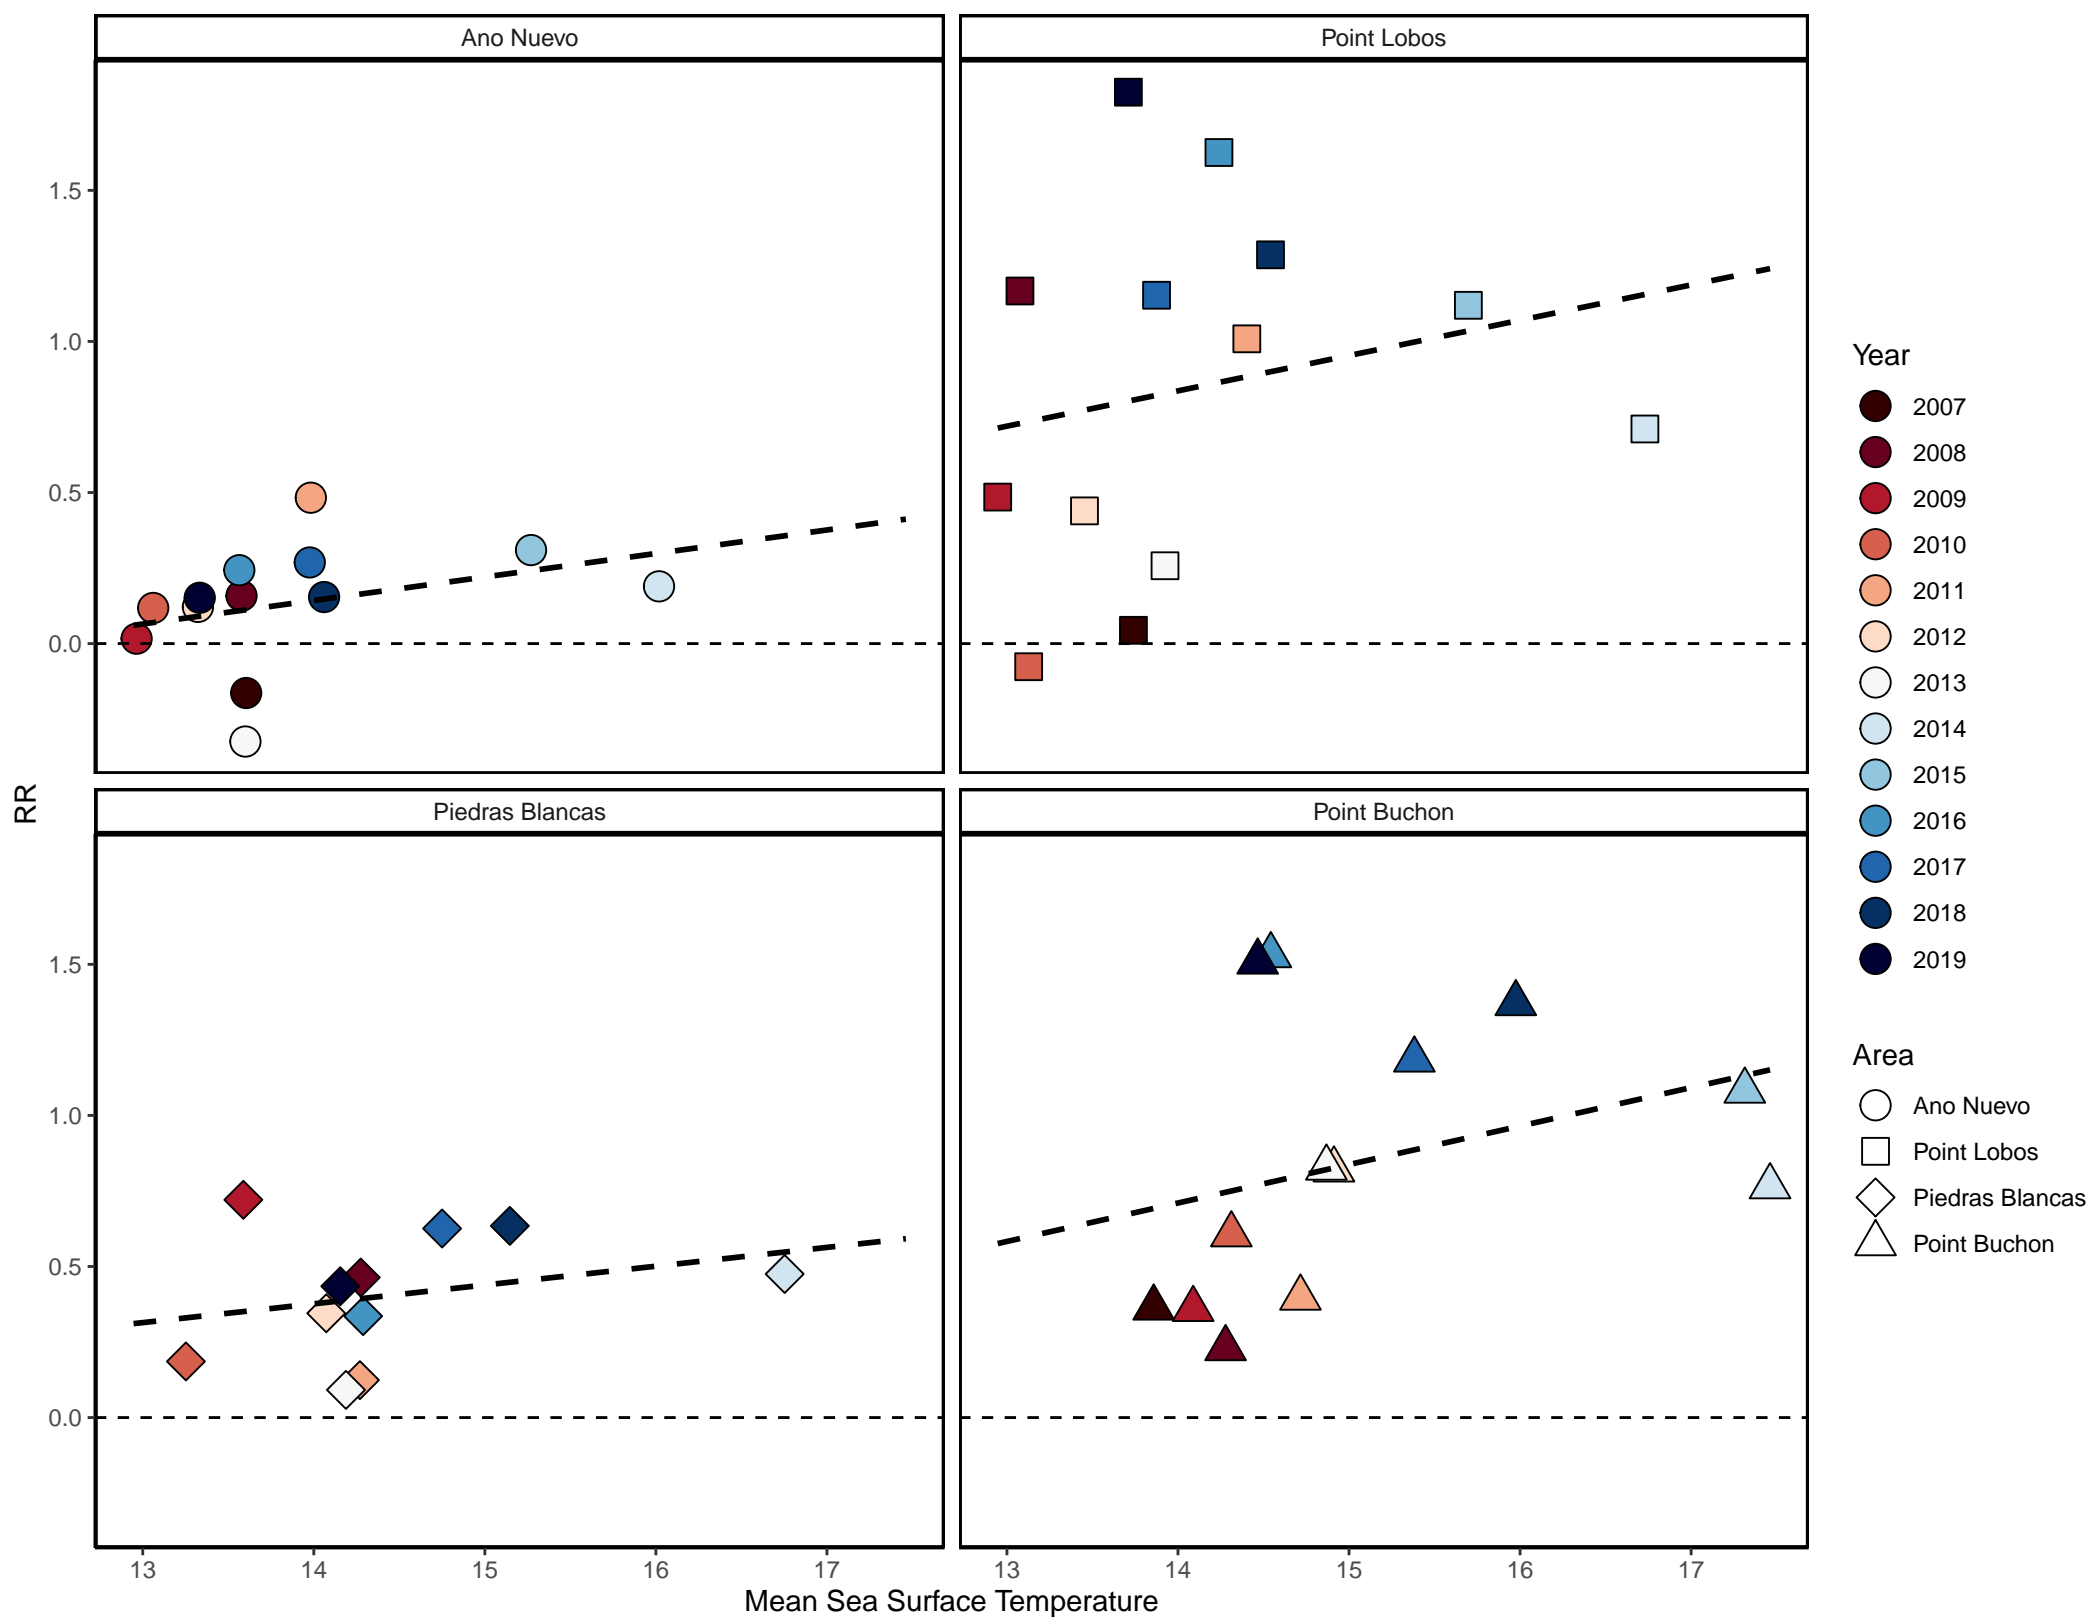 Ano Nuevo
Point Lobos
1.5
1.0
0.5
0.0
RR
Piedras Blancas
Point Buchon
1.5
1.0
0.5
0.0
13 14 15 16 17
13 14 15 16 17
Mean Sea Surface Temperature
Year
2007
2008
2009
2010
2011
2012
2013
2014
2015
2016
2017
2018
2019
Area
Ano Nuevo
Point Lobos
Piedras Blancas
Point Buchon